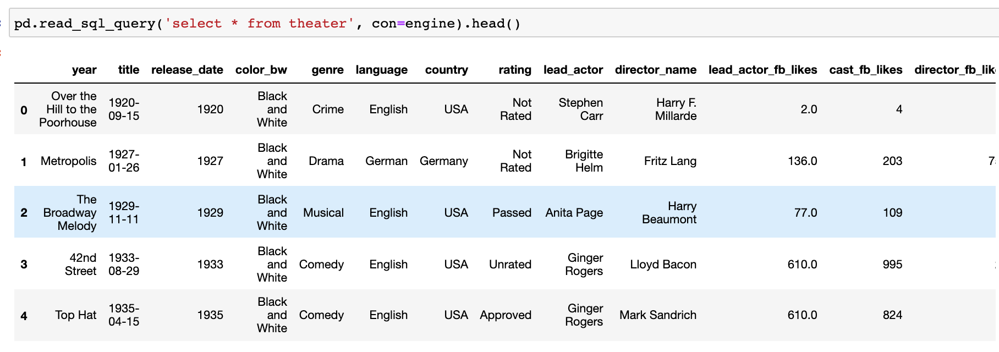 pd.read_sql_query('select * from theater', con=engine).head()
year title release_date color_bw genre language country rating lead_actor director_name lead_actor_fb_likes cast_fb_likes
0 Over the Hill to the Poorhouse 1920-09-15 1920 Black and White Crime English USA Not Rated Stephen Carr Harry F. Millarde 2.0 4
1 Metropolis 1927-01-26 1927 Black and White Drama German Germany Not Rated Brigitte Helm Fritz Lang 136.0 203
2 The Broadway Melody 1929-11-11 1929 Black and White Musical English USA Passed Anita Page Harry Beaumont 77.0 109
3 42nd Street 1933-08-29 1933 Black and White Comedy English USA Unrated Ginger Rogers Lloyd Bacon 610.0 995
4 Top Hat 1935-04-15 1935 Black and White Comedy English USA Approved Ginger Rogers Mark Sandrich 610.0 824